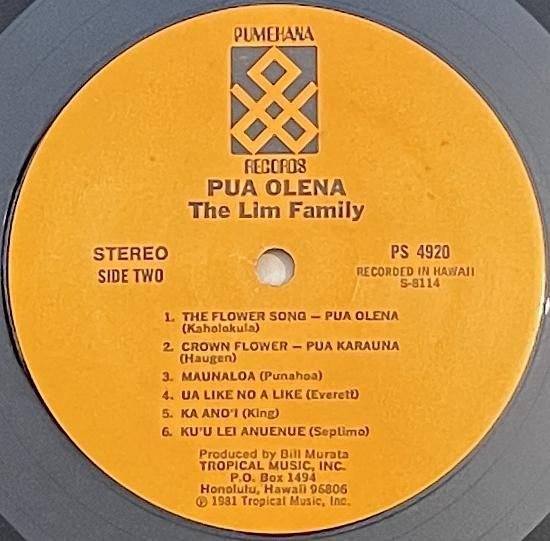 PUMEHANA
RECORDS
PUA OLENA
The Lim Family
STEREO
SIDE TWO
PS 4920
RECORDED IN HAWAII
S-8114
1. THE FLOWER SONG — PUA OLENA
(Kaholokula)
2. CROWN FLOWER — PUA KARAUNA
(Haugen)
3. MAUNALOA (Punahoa)
4. UA LIKE NO A LIKE (Everett)
5. KA ANO'I (King)
6. KU'U LEI ANUENUE (Septimo)
Produced by Bill Murata
TROPICAL MUSIC, INC.
P.O. Box 1494
Honolulu, Hawaii 96806
℗ 1981 Tropical Music, Inc.